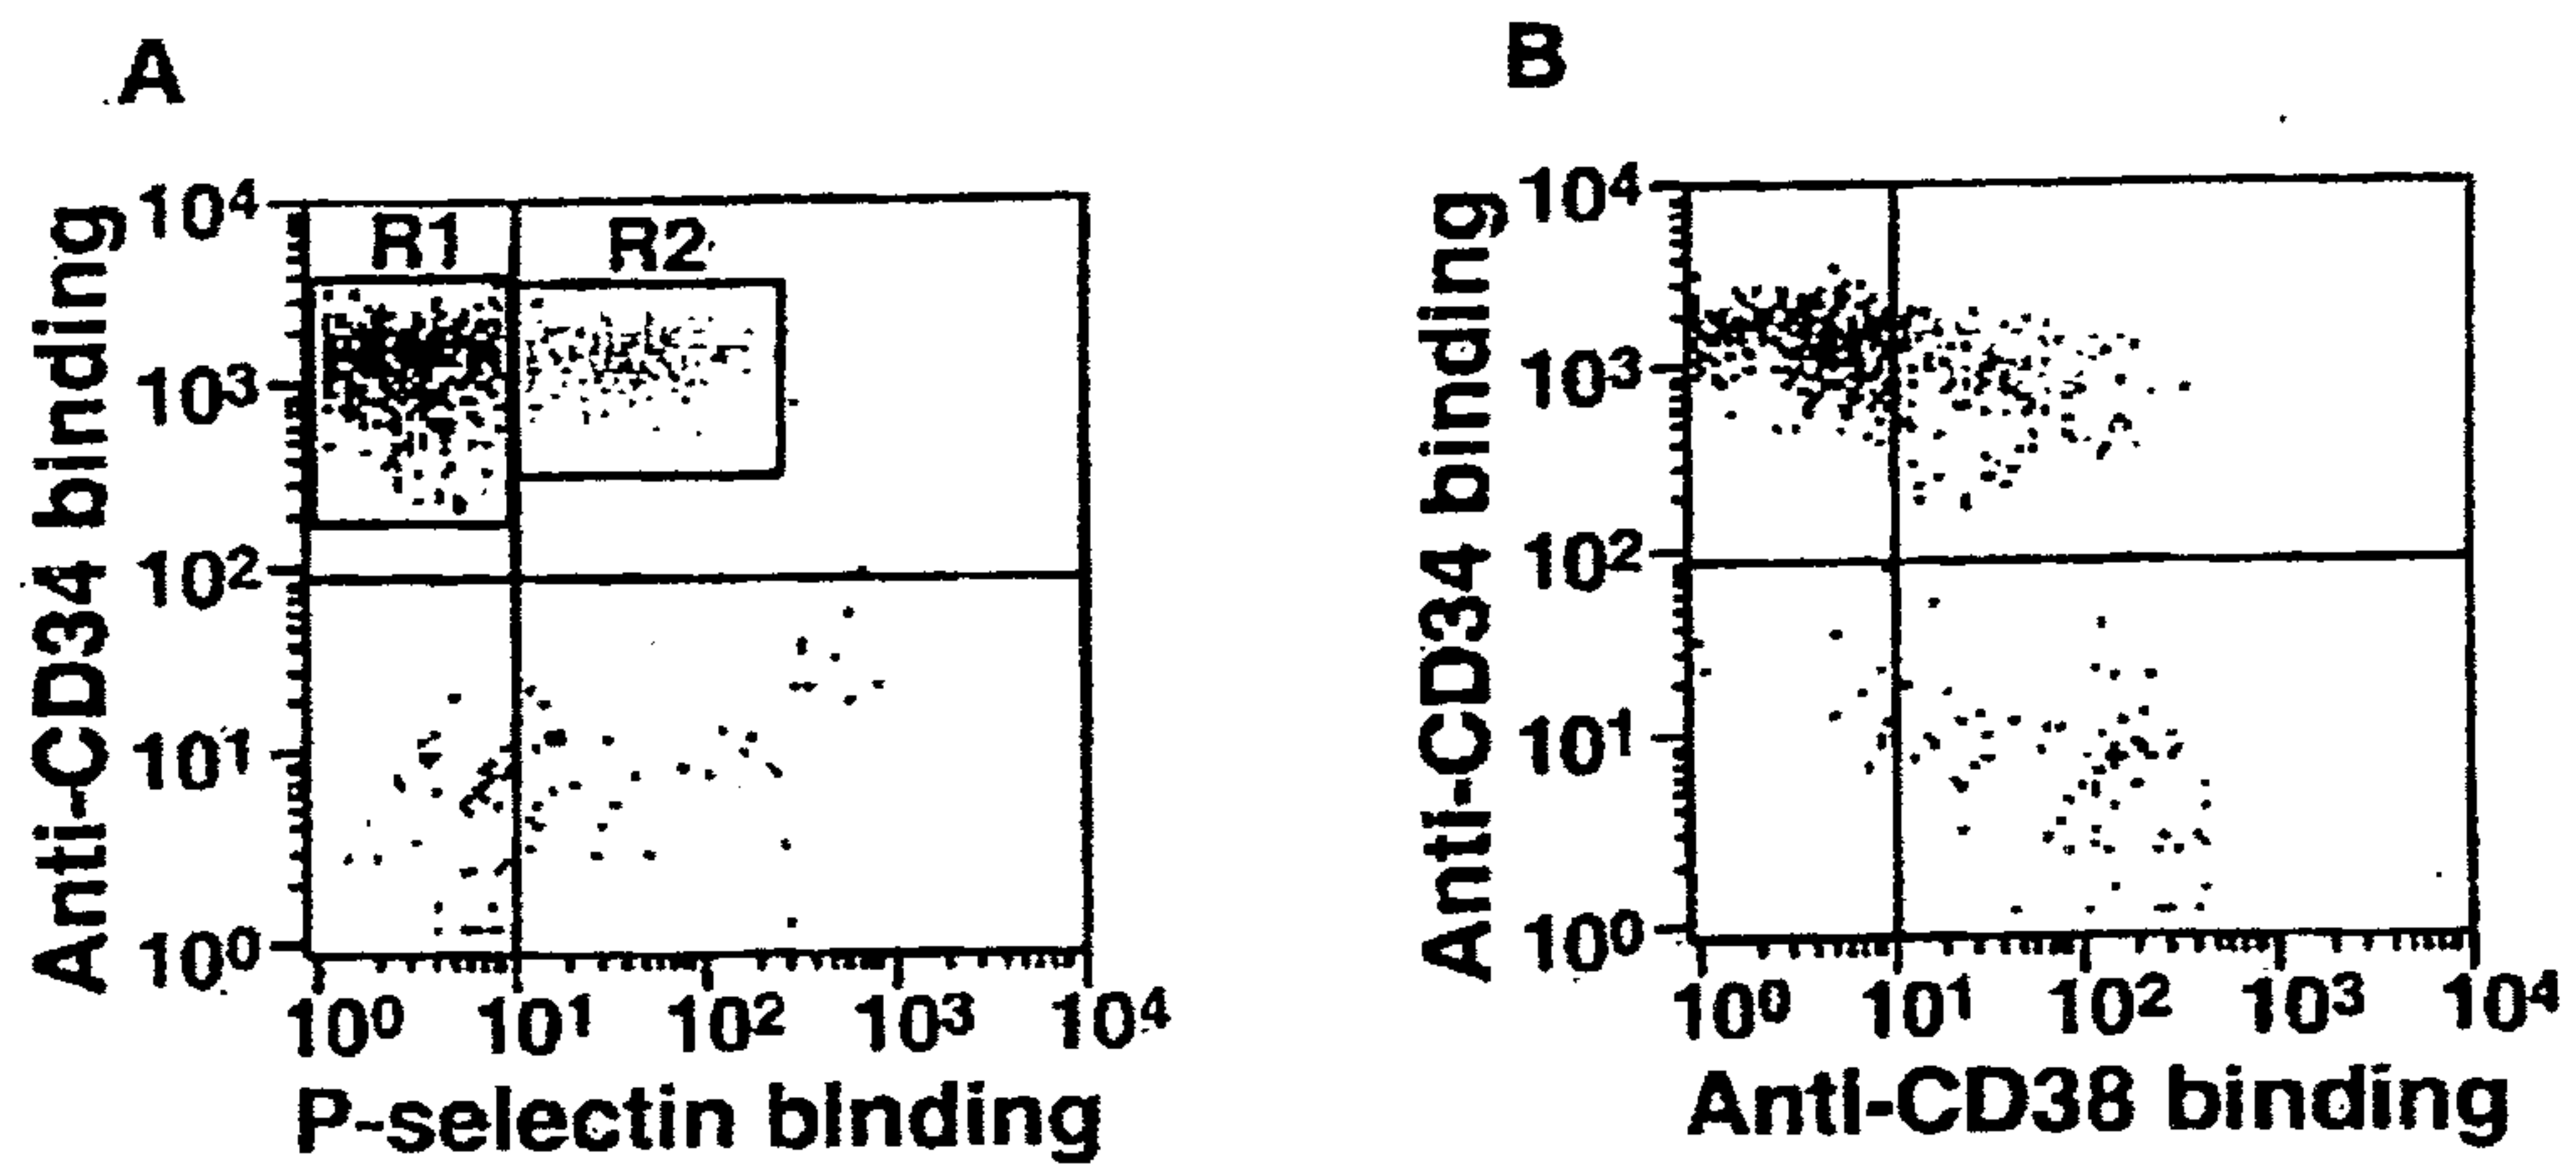 A
B
Anti-CD34 binding
10⁴
10³
10²
10¹
10⁰
R1
R2
10⁰ 10¹ 10² 10³ 10⁴
P-selectin binding
Anti-CD34 binding
10⁴
10³
10²
10¹
10⁰
10⁰ 10¹ 10² 10³ 10⁴
Anti-CD38 binding